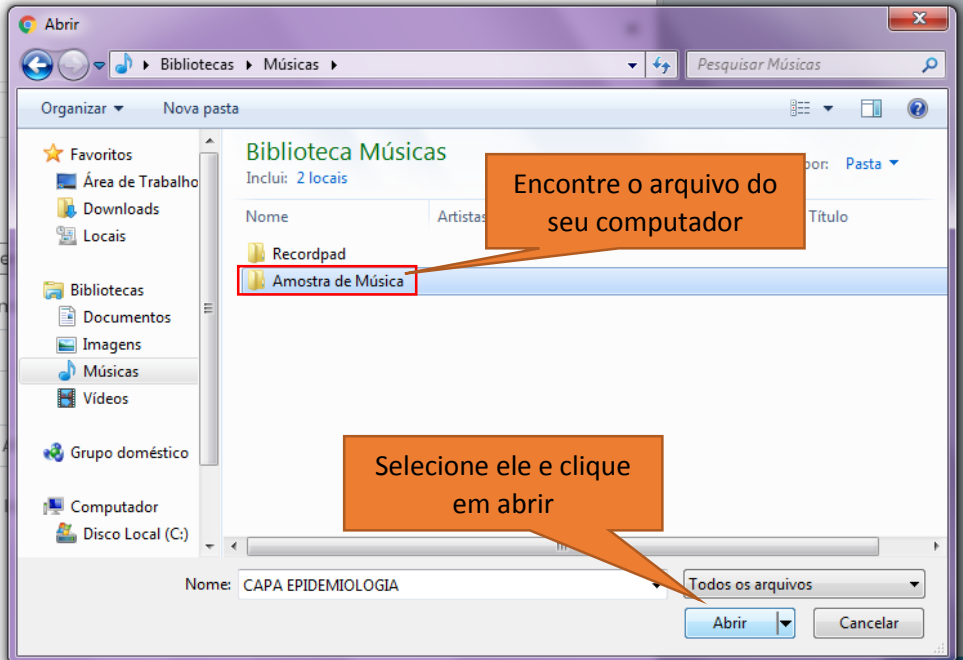 Abrir
Bibliotecas Músicas
Pesquisar Músicas
Organizar
Nova pasta
Favoritos
Área de Trabalho
Downloads
Locais
Bibliotecas
Documentos
Imagens
Músicas
Vídeos
Grupo doméstico
Computador
Disco Local (C:)
Biblioteca Músicas
Inclui: 2 locais
por: Pasta
Encontre o arquivo do
seu computador
Nome Artistas Título
Recordpad
Amostra de Música
Selecione ele e clique
em abrir
Nome: CAPA EPIDEMIOLOGIA
Todos os arquivos
Abrir
Cancelar